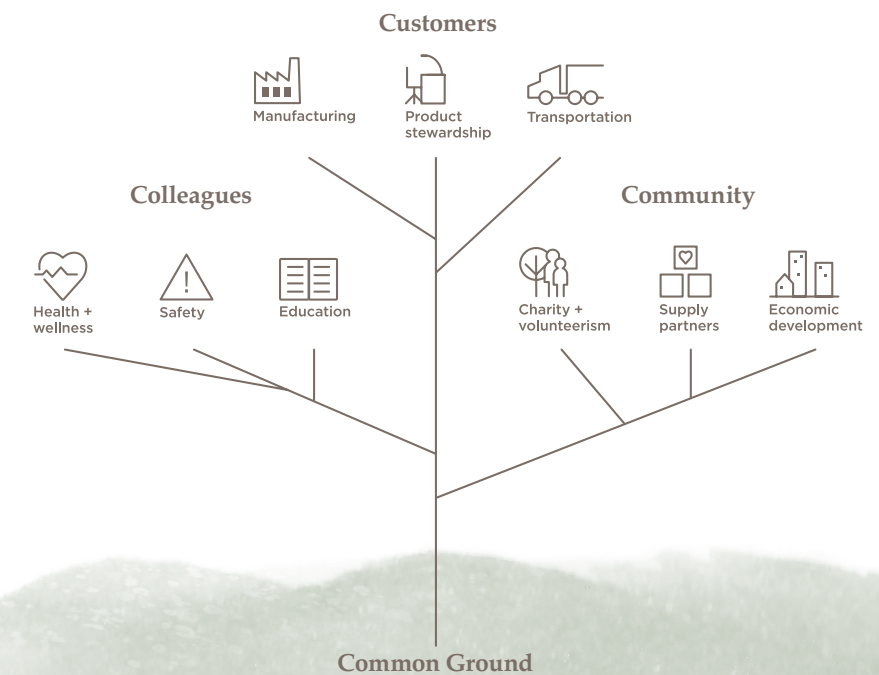 Customers
Manufacturing
Product
stewardship
Transportation
Colleagues
Community
Health +
wellness
Safety
Education
Charity +
volunteerism
Supply
partners
Economic
development
Common Ground